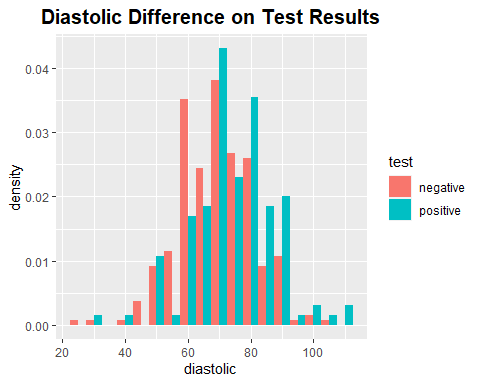 Diastolic Difference on Test Results
density
0.04
0.03
0.02
0.01
0.00
20 40 60 80 100
diastolic
test
negative
positive